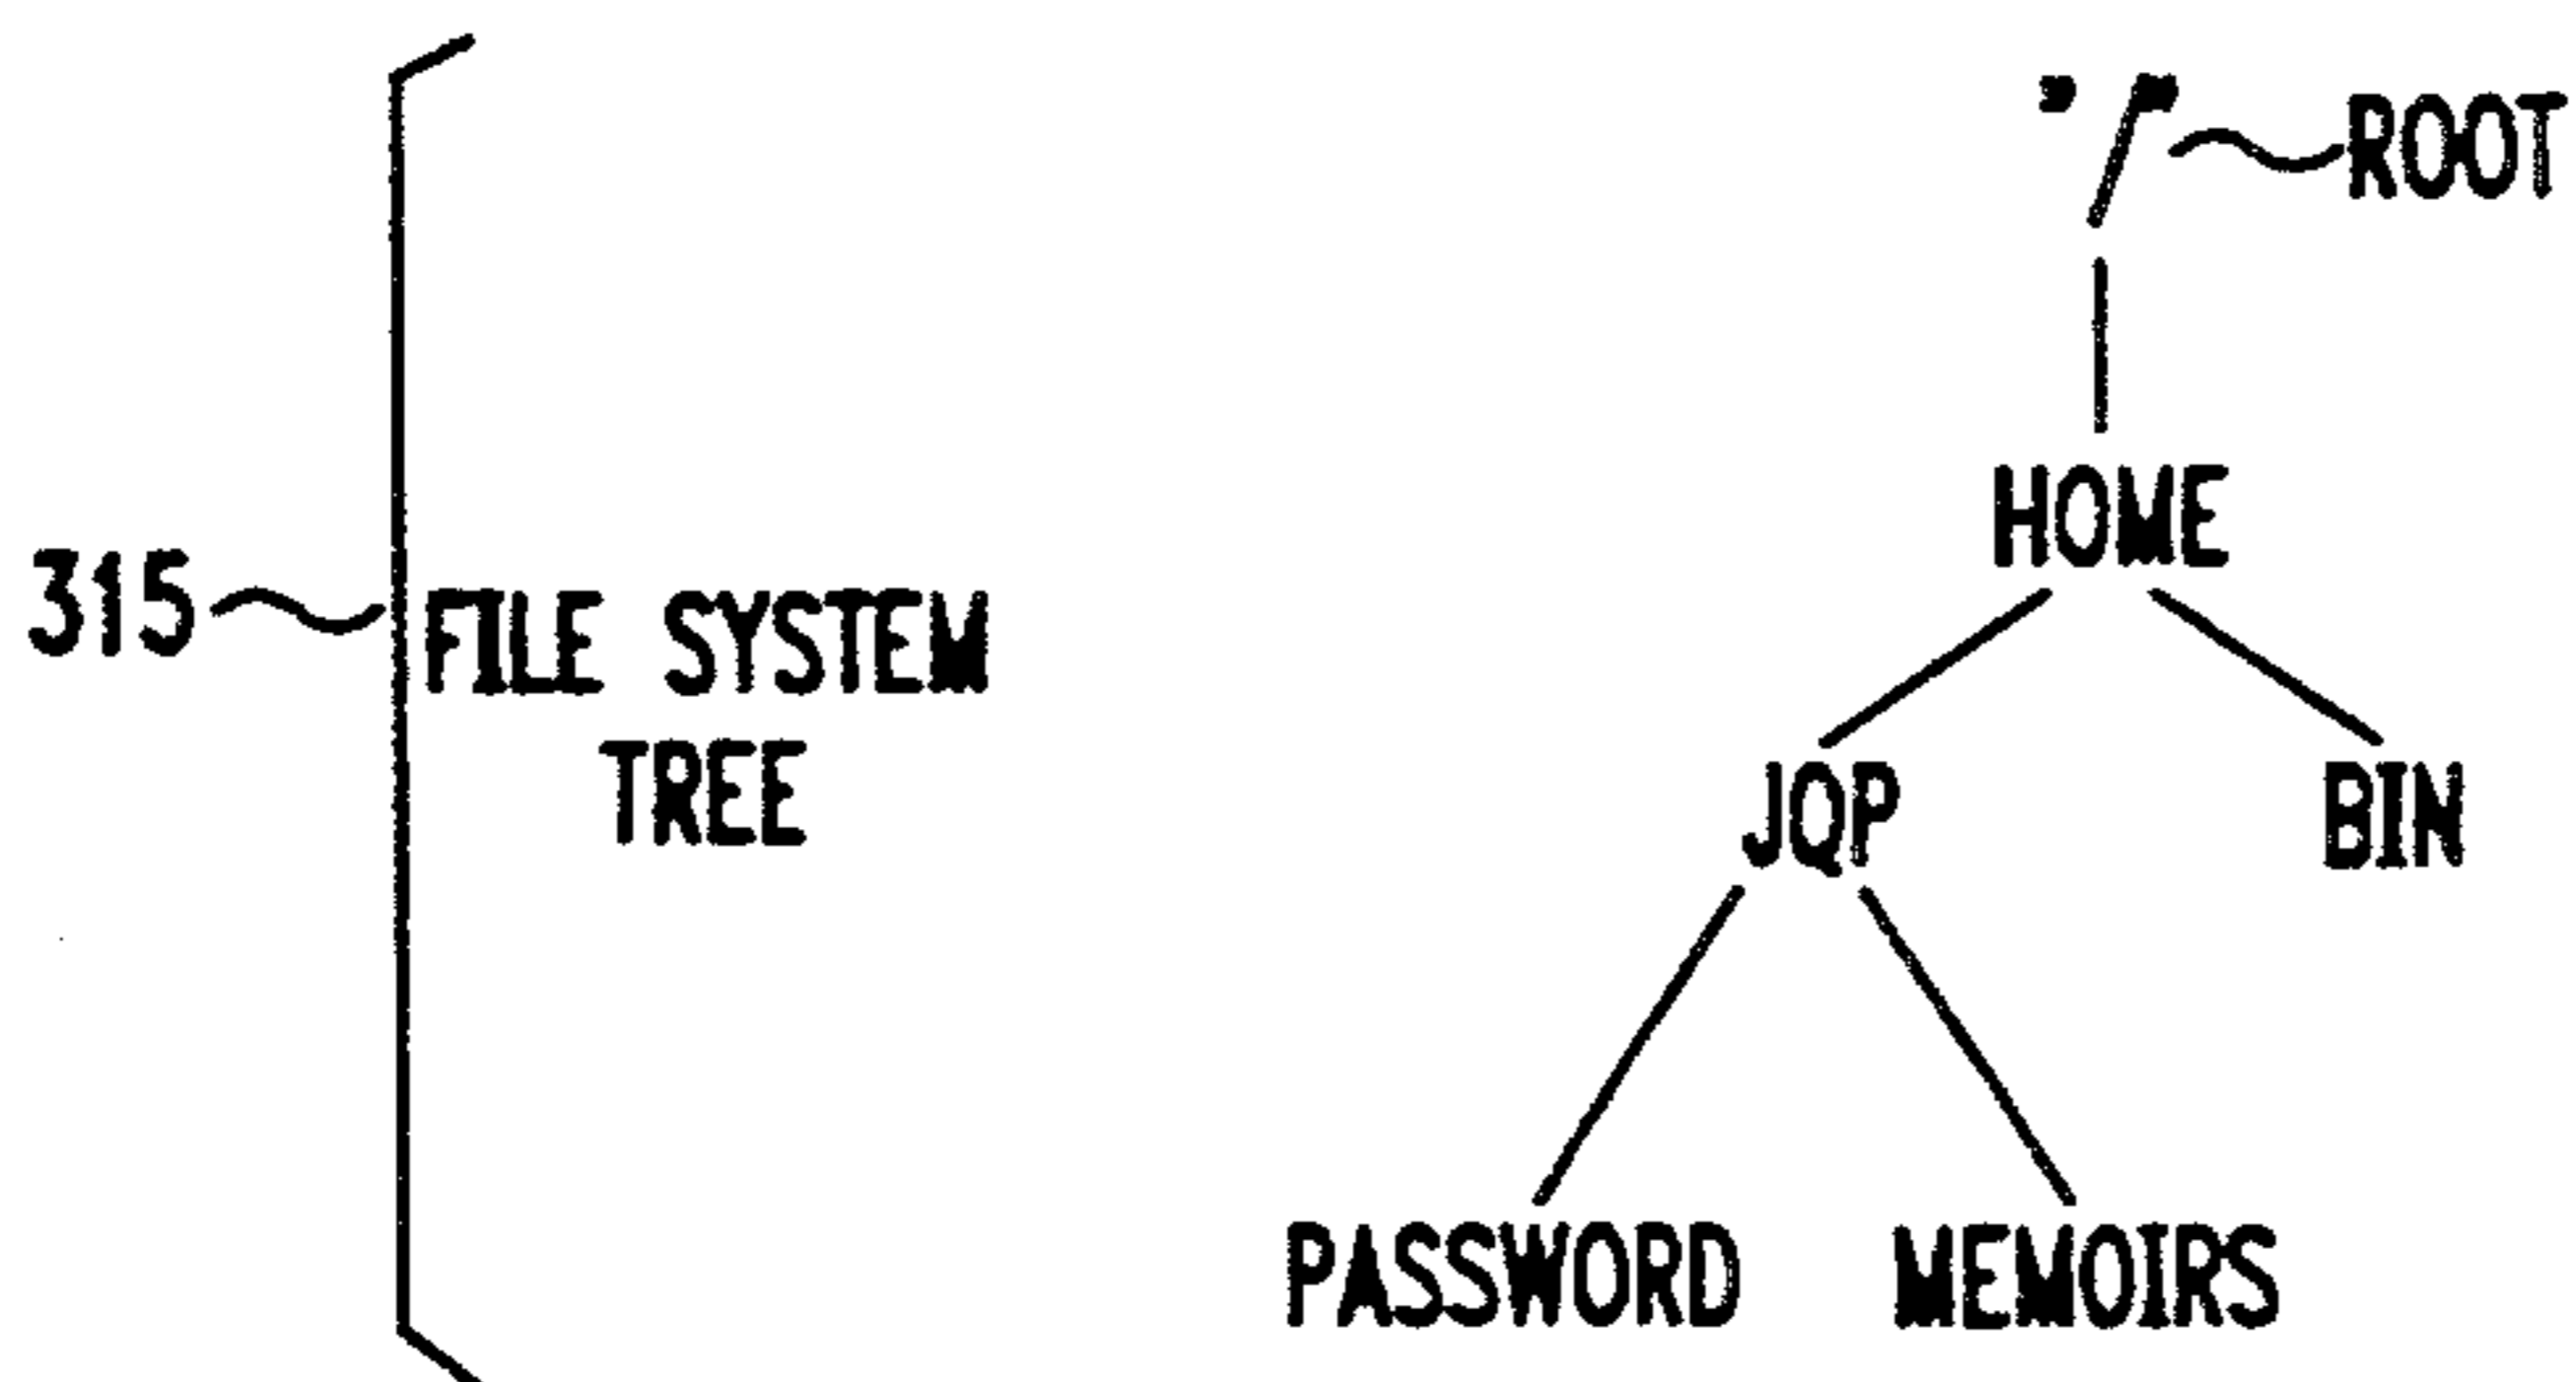 "/" ROOT
HOME
315 FILE SYSTEM
TREE
JQP BIN
PASSWORD MEMOIRS